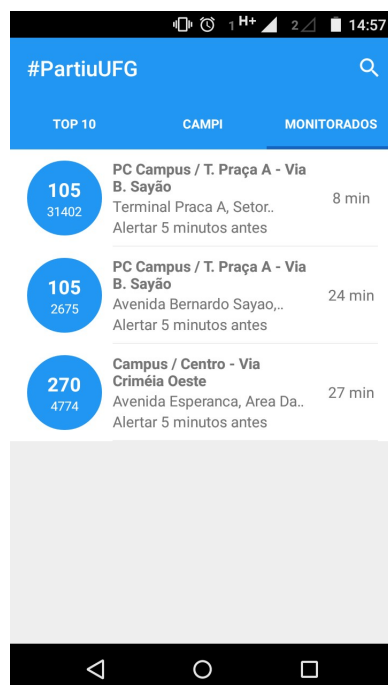 1 H+ 2 14:57
#PartiuUFG
TOP 10 CAMPI MONITORADOS
PC Campus / T. Praça A - Via
B. Sayão
105
31402
Terminal Praca A, Setor..
8 min
Alertar 5 minutos antes
PC Campus / T. Praça A - Via
B. Sayão
105
2675
Avenida Bernardo Sayao,..
24 min
Alertar 5 minutos antes
Campus / Centro - Via
Criméia Oeste
270
4774
Avenida Esperanca, Area Da..
27 min
Alertar 5 minutos antes